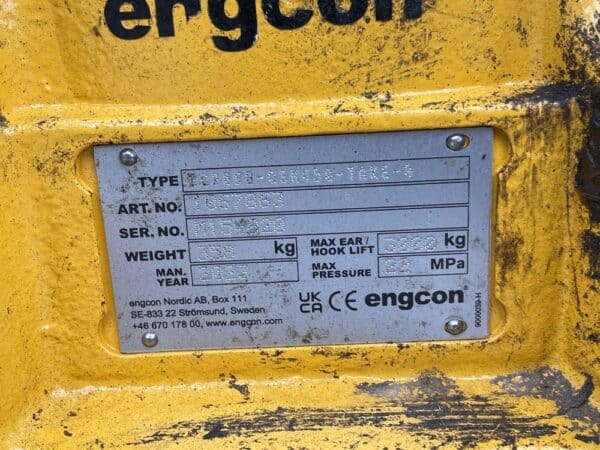 engcon
TYPE
ART. NO.
SER. NO.
WEIGHT kg MAX EAR/ HOOK LIFT kg
MAN. YEAR MAX PRESSURE MPa
engcon Nordic AB, Box 111
SE-833 22 Strömsund, Sweden
+46 670 178 00, www.engcon.com
UK CA CE engcon
9000039-H